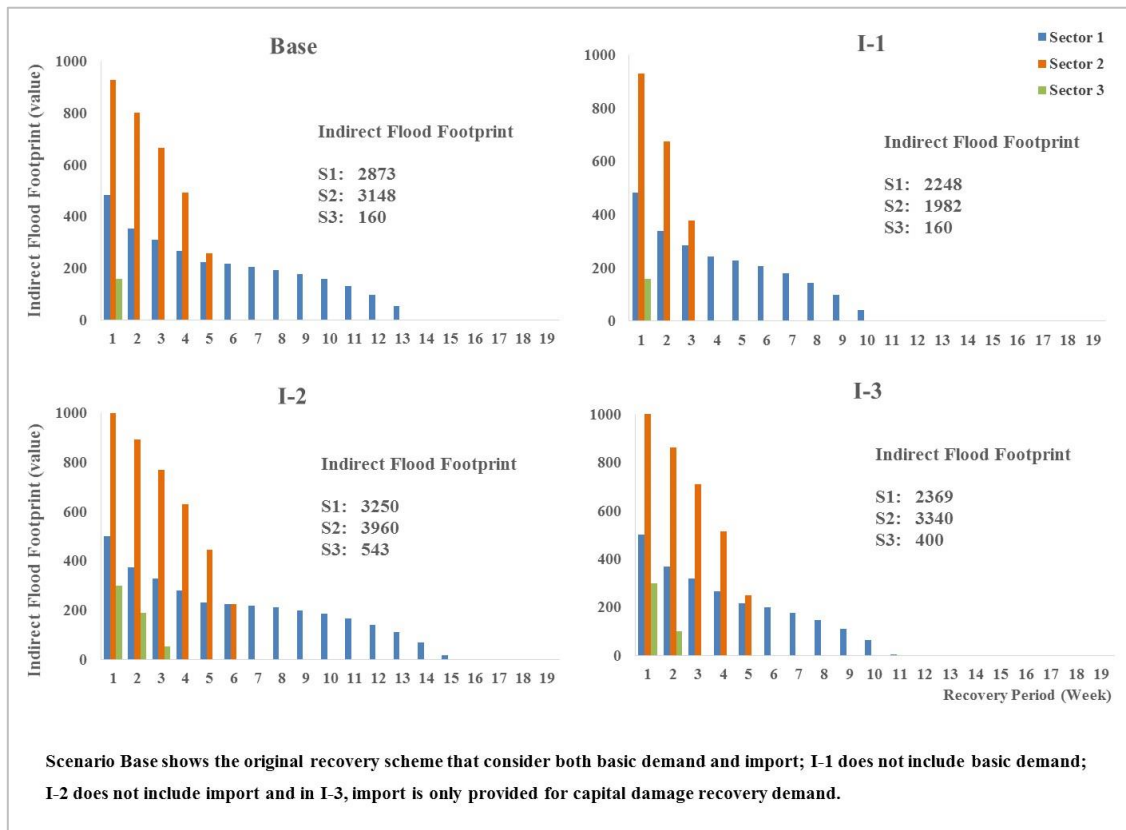 Base
Indirect Flood Footprint (value)
1000
800
600
400
200
0
Indirect Flood Footprint
S1: 2873
S2: 3148
S3: 160
1 2 3 4 5 6 7 8 9 10 11 12 13 14 15 16 17 18 19
I-1
Sector 1
Sector 2
Sector 3
1000
800
600
400
200
0
Indirect Flood Footprint
S1: 2248
S2: 1982
S3: 160
1 2 3 4 5 6 7 8 9 10 11 12 13 14 15 16 17 18 19
I-2
Indirect Flood Footprint (value)
1000
800
600
400
200
0
Indirect Flood Footprint
S1: 3250
S2: 3960
S3: 543
1 2 3 4 5 6 7 8 9 10 11 12 13 14 15 16 17 18 19
I-3
1000
800
600
400
200
0
Indirect Flood Footprint
S1: 2369
S2: 3340
S3: 400
1 2 3 4 5 6 7 8 9 10 11 12 13 14 15 16 17 18 19
Recovery Period (Week)
Scenario Base shows the original recovery scheme that consider both basic demand and import; I-1 does not include basic demand;
I-2 does not include import and in I-3, import is only provided for capital damage recovery demand.